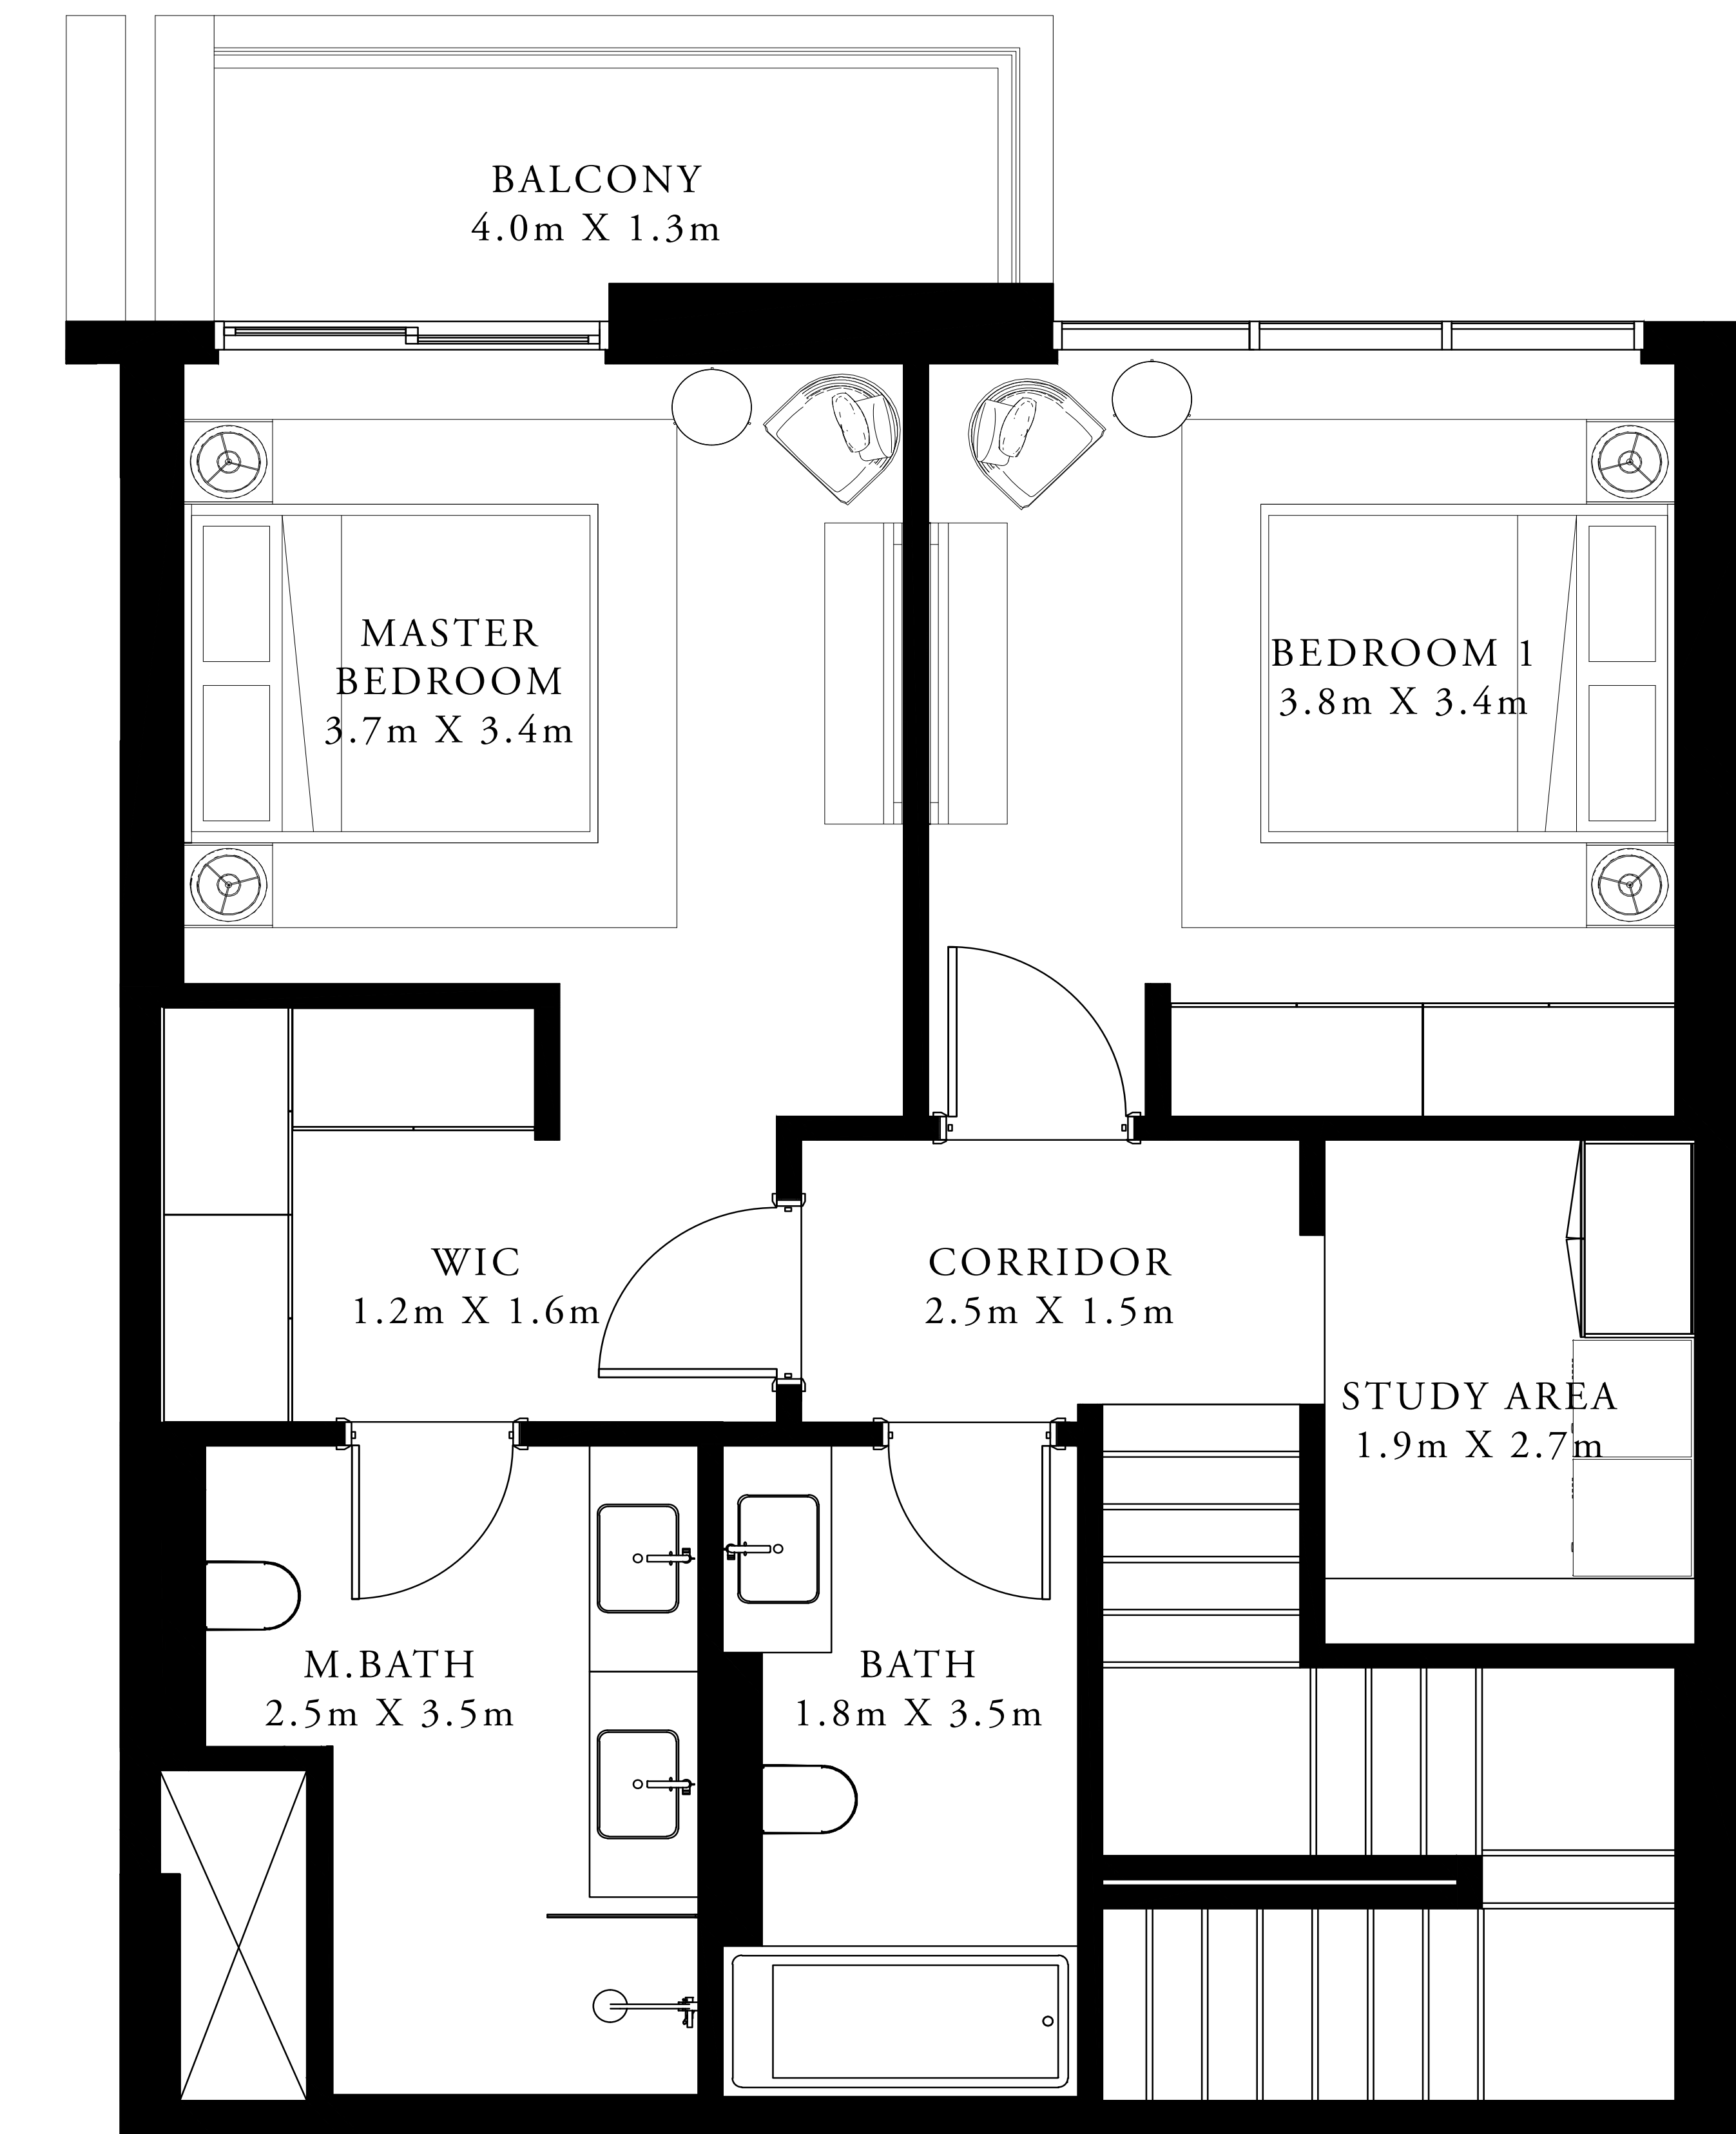 BALCONY
4.0m X 1.3m
MASTER
BEDROOM
3.7m X 3.4m
BEDROOM 1
3.8m X 3.4m
WIC
1.2m X 1.6m
CORRIDOR
2.5m X 1.5m
STUDY AREA
1.9m X 2.7m
M.BATH
2.5m X 3.5m
BATH
1.8m X 3.5m